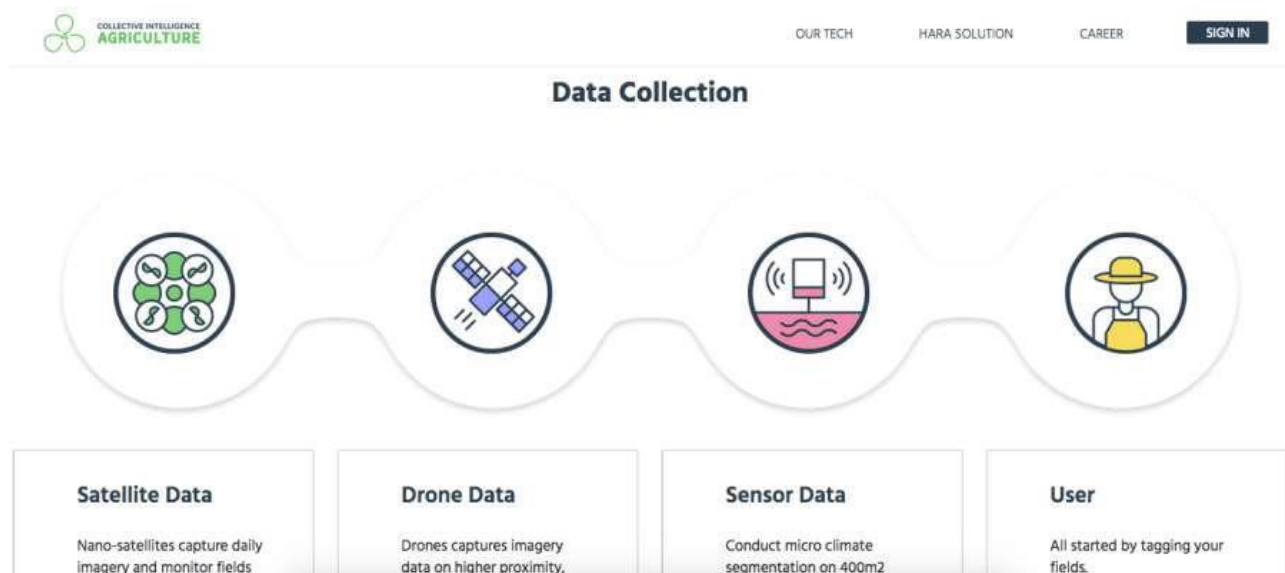 COLLECTIVE INTELLIGENCE
AGRICULTURE
OUR TECH
HARA SOLUTION
CAREER
SIGN IN
Data Collection
Satellite Data
Nano-satellites capture daily
imagery and monitor fields
Drone Data
Drones captures imagery
data on higher proximity,
Sensor Data
Conduct micro climate
segmentation on 400m2
User
All started by tagging your
fields.